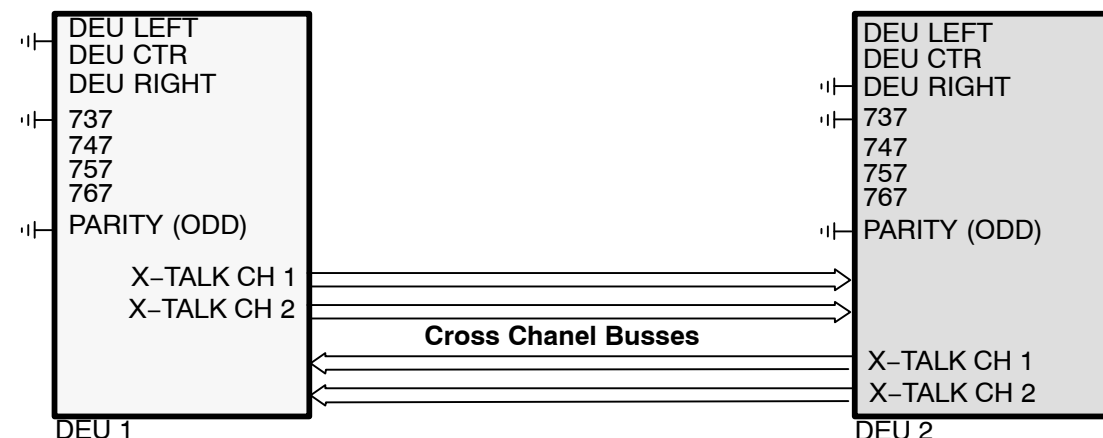 DEU LEFT
DEU CTR
DEU RIGHT
737
747
757
767
PARITY (ODD)
X–TALK CH 1
X–TALK CH 2
DEU 1
Cross Chanel Busses
DEU LEFT
DEU CTR
DEU RIGHT
737
747
757
767
PARITY (ODD)
X–TALK CH 1
X–TALK CH 2
DEU 2